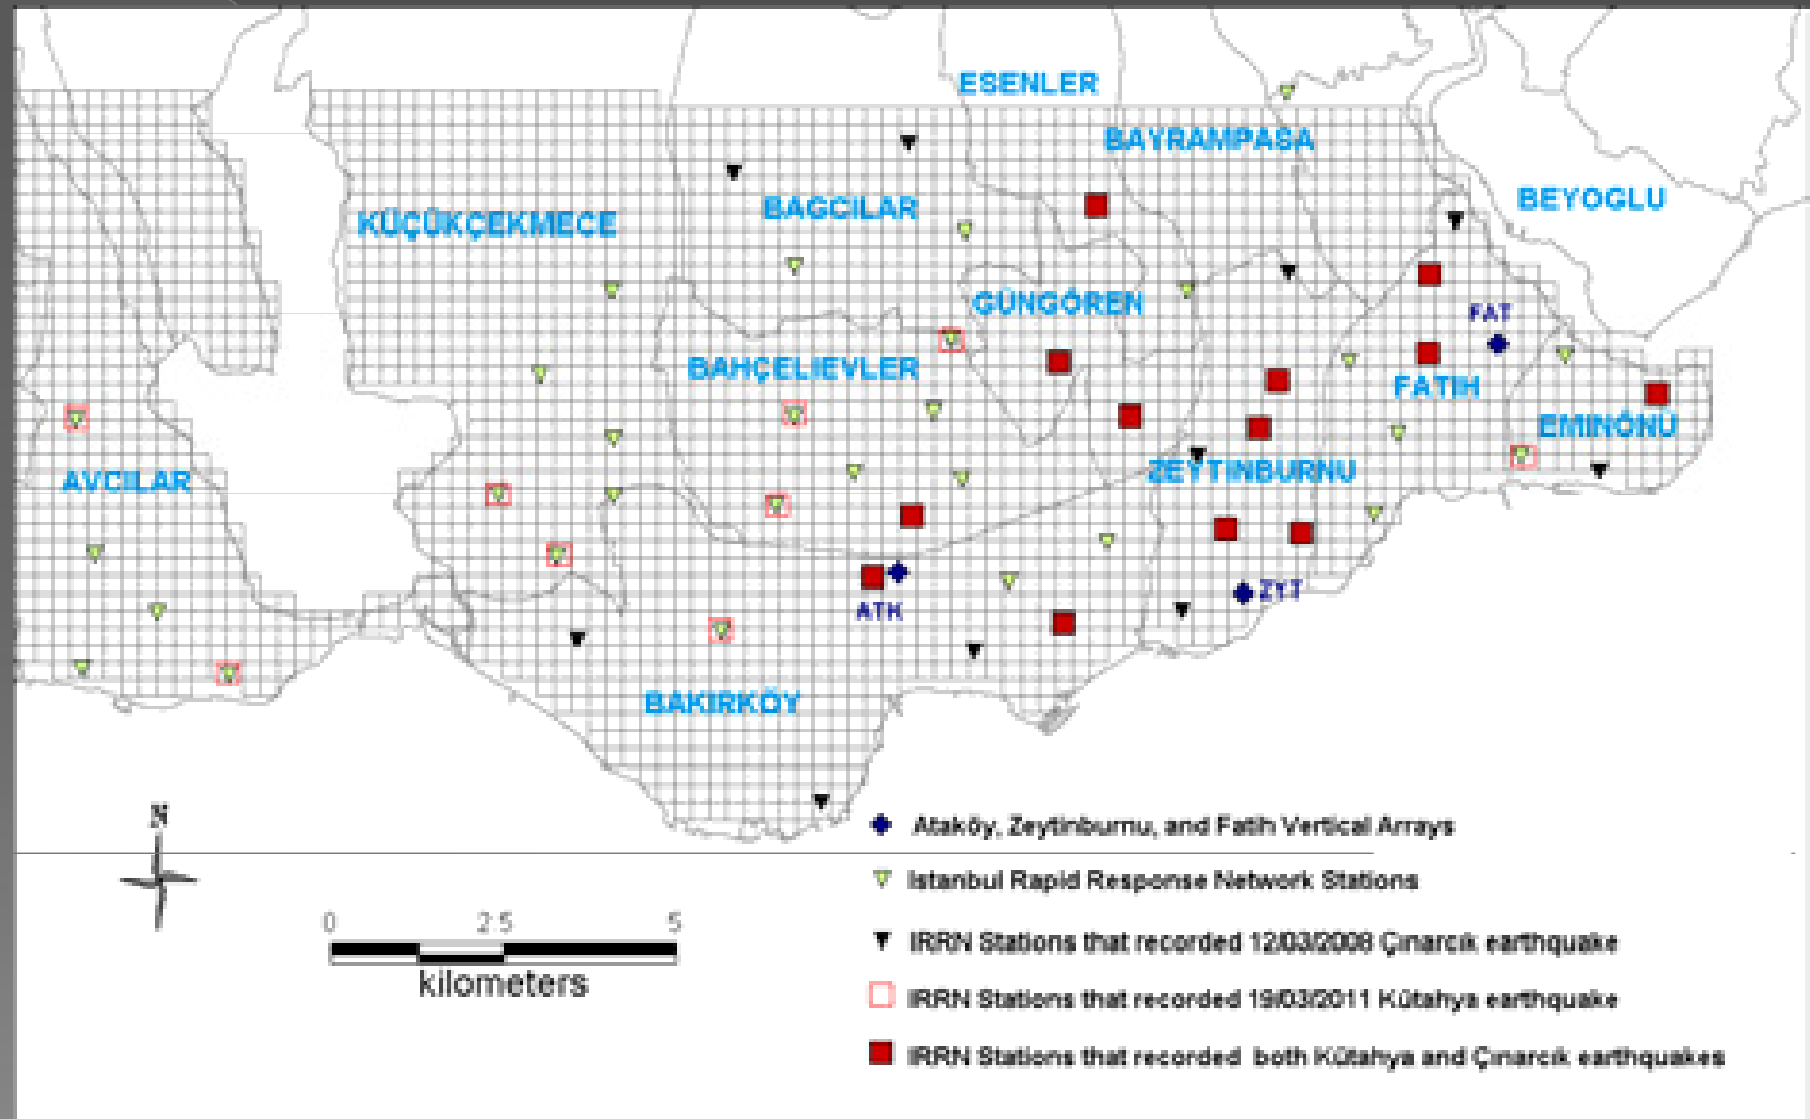 ESENLER
BAYRAMPASA
BEYOGLU
BAGCILAR
KÜÇÜKÇEKMECE
GÜNGÖREN
FAT
BAHÇELIEVLER
FATIH
EMINÖNÜ
ZEYTINBURNU
AVCILAR
ZYT
ATK
BAKIRKÖY
N
Ataköy, Zeytinburnu, and Fatih Vertical Arrays
Istanbul Rapid Response Network Stations
0 2.5 5
IRRN Stations that recorded 12/03/2008 Çınarcık earthquake
kilometers
IRRN Stations that recorded 19/03/2011 Kütahya earthquake
IRRN Stations that recorded both Kütahya and Çınarcık earthquakes